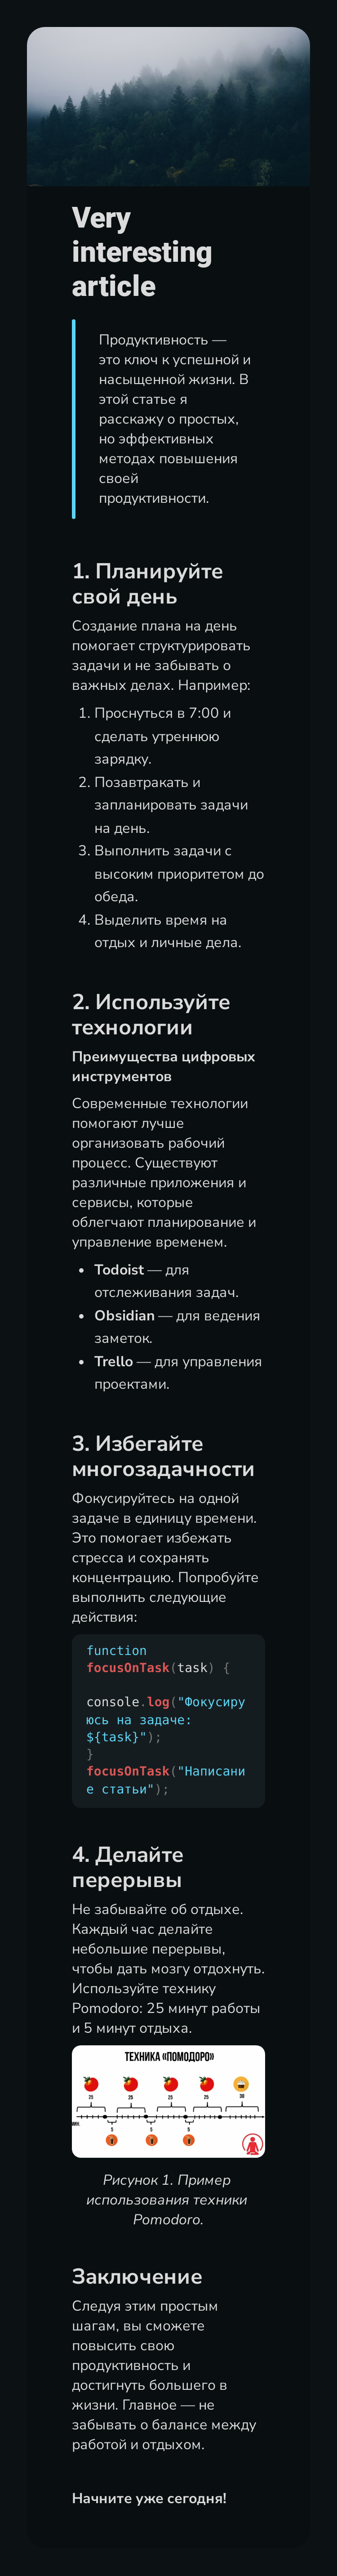 Very
interesting
article
Продуктивность —
это ключ к успешной и
насыщенной жизни. В
этой статье я
расскажу о простых,
но эффективных
методах повышения
своей
продуктивности.
1. Планируйте
свой день
Создание плана на день
помогает структурировать
задачи и не забывать о
важных делах. Например:
1. Проснуться в 7:00 и
сделать утреннюю
зарядку.
2. Позавтракать и
запланировать задачи
на день.
3. Выполнить задачи с
высоким приоритетом до
обеда.
4. Выделить время на
отдых и личные дела.
2. Используйте
технологии
Преимущества цифровых
инструментов
Современные технологии
помогают лучше
организовать рабочий
процесс. Существуют
различные приложения и
сервисы, которые
облегчают планирование и
управление временем.
• Todoist — для
отслеживания задач.
• Obsidian — для ведения
заметок.
• Trello — для управления
проектами.
3. Избегайте
многозадачности
Фокусируйтесь на одной
задаче в единицу времени.
Это помогает избежать
стресса и сохранять
концентрацию. Попробуйте
выполнить следующие
действия:
function
focusOnTask(task) {
console.log("Фокусиру
юсь на задаче:
${task}");
}
focusOnTask("Написани
е статьи");
4. Делайте
перерывы
Не забывайте об отдыхе.
Каждый час делайте
небольшие перерывы,
чтобы дать мозгу отдохнуть.
Используйте технику
Pomodoro: 25 минут работы
и 5 минут отдыха.
ТЕХНИКА «ПОМОДОРО»
25 25 25 25 30
МИН.
5 5 5
Рисунок 1. Пример
использования техники
Pomodoro.
Заключение
Следуя этим простым
шагам, вы сможете
повысить свою
продуктивность и
достигнуть большего в
жизни. Главное — не
забывать о балансе между
работой и отдыхом.
Начните уже сегодня!